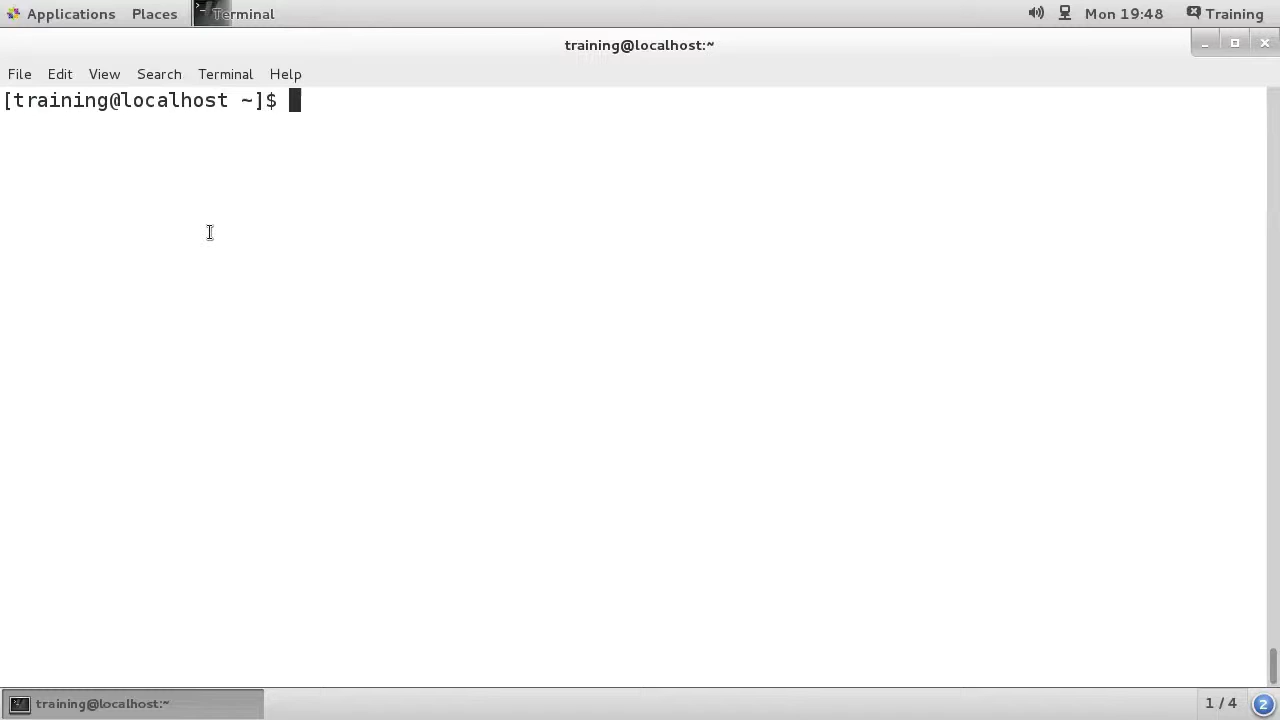 Applications Places Terminal Mon 19:48 Training
training@localhost:~
File Edit View Search Terminal Help
[training@localhost ~]$
training@localhost:~ 1 / 4 2